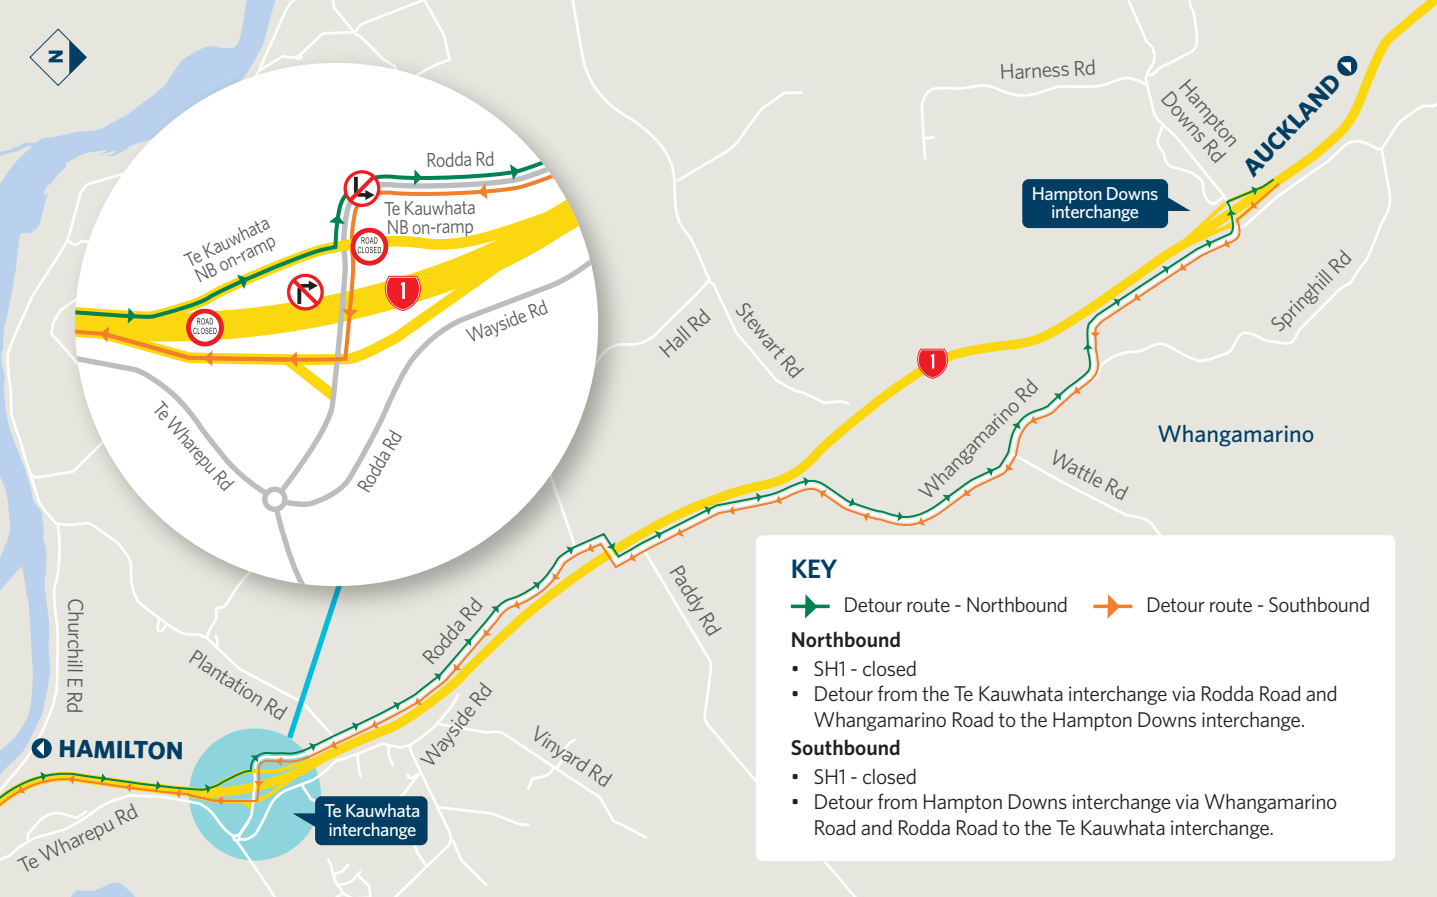 N
Harness Rd
Hampton
Downs Rd
AUCKLAND
Hampton Downs
interchange
Springhill Rd
Rodda Rd
Te Kauwhata
NB on-ramp
Te Kauwhata
NB on-ramp
ROAD
CLOSED
1
ROAD
CLOSED
Wayside Rd
Te Wharepu Rd
Rodda Rd
Hall Rd
Stewart Rd
1
Whangamarino Rd
Whangamarino
Wattle Rd
Paddy Rd
Churchill E Rd
Rodda Rd
Plantation Rd
Wayside Rd
Vinyard Rd
HAMILTON
Te Kauwhata
interchange
Te Wharepu Rd
KEY
Detour route - Northbound
Detour route - Southbound
Northbound
• SH1 - closed
• Detour from the Te Kauwhata interchange via Rodda Road and
Whangamarino Road to the Hampton Downs interchange.
Southbound
• SH1 - closed
• Detour from Hampton Downs interchange via Whangamarino
Road and Rodda Road to the Te Kauwhata interchange.